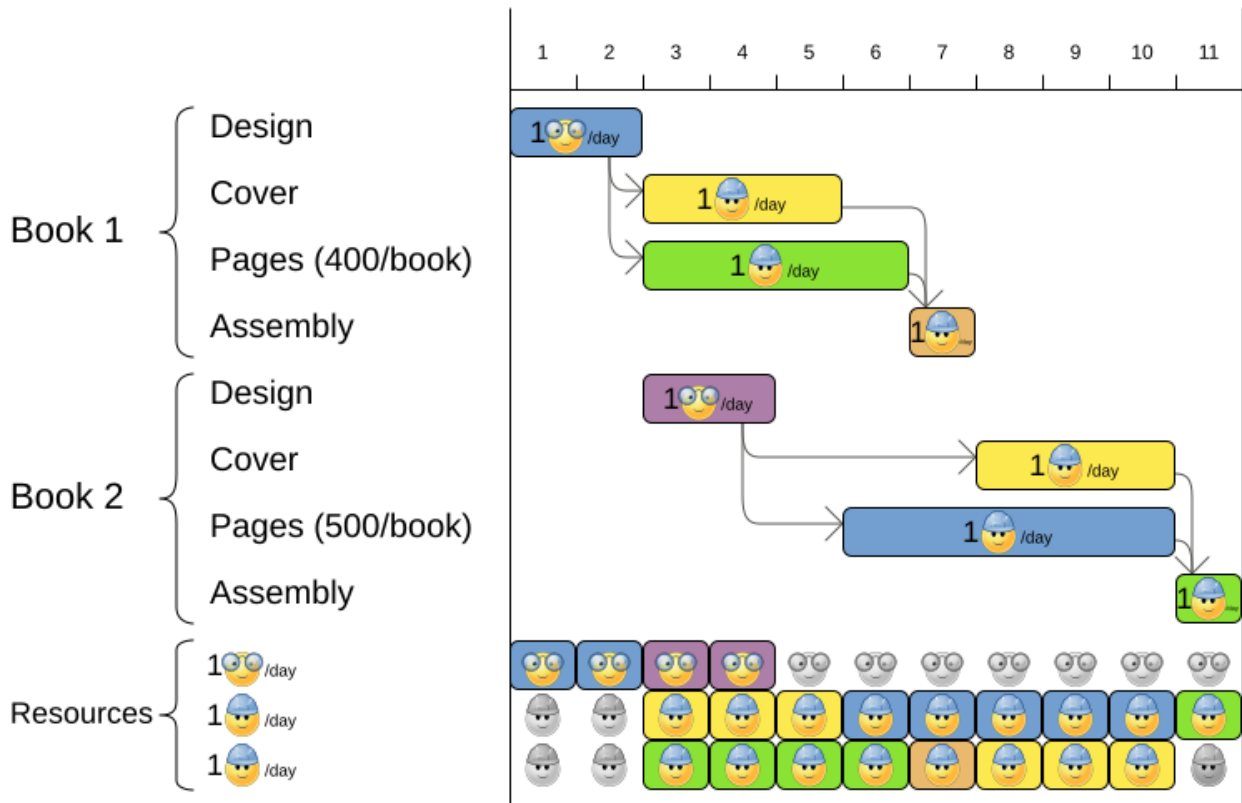 1 2 3 4 5 6 7 8 9 10 11
Book 1
Design
1 /day
Cover
1 /day
Pages (400/book)
1 /day
Assembly
1 /day
Book 2
Design
1 /day
Cover
1 /day
Pages (500/book)
1 /day
Assembly
1 /day
Resources
1 /day
1 /day
1 /day